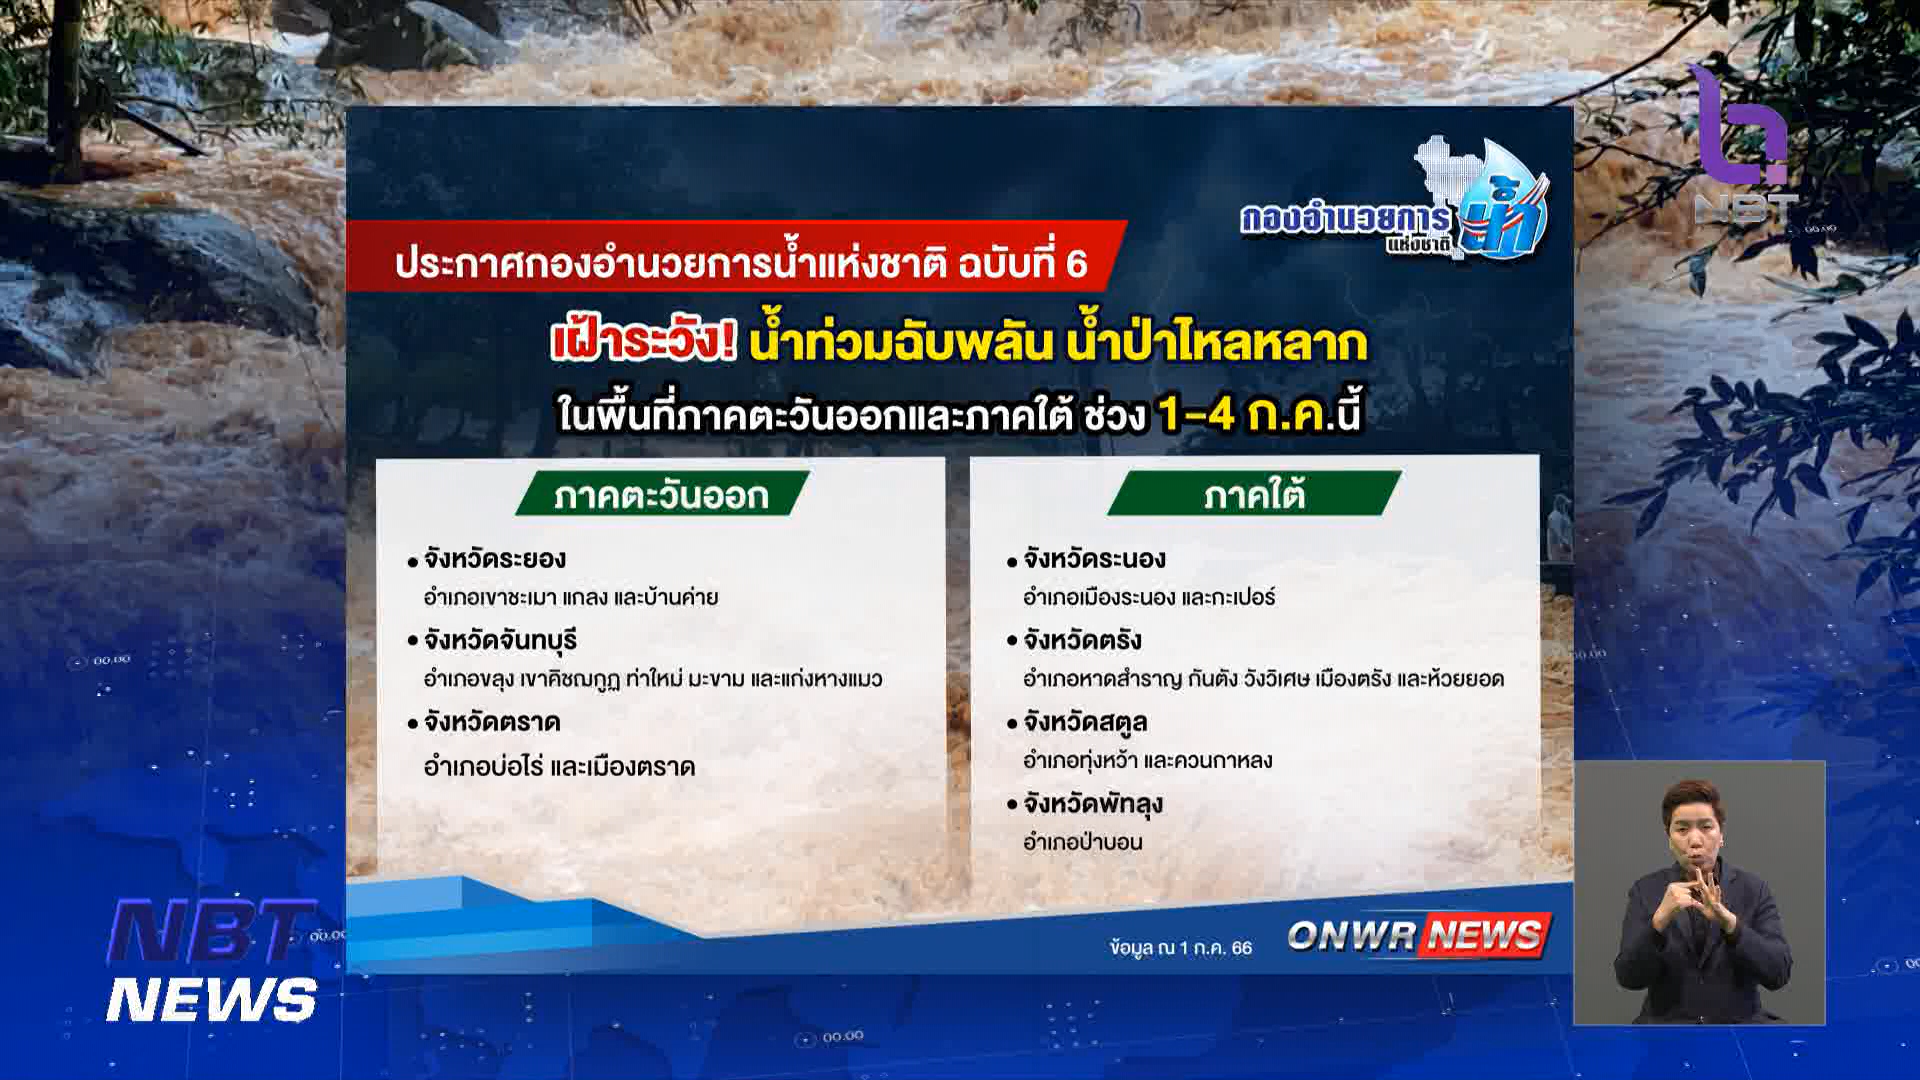 NBT
กองอำนวยการ
น้ำ
แห่งชาติ
ประกาศกองอำนวยการน้ำแห่งชาติ ฉบับที่ 6
เฝ้าระวัง! น้ำท่วมฉับพลัน น้ำป่าไหลหลาก
ในพื้นที่ภาคตะวันออกและภาคใต้ ช่วง 1-4 ก.ค.นี้
ภาคตะวันออก
• จังหวัดระยอง
อำเภอเขาชะเมา แกลง และบ้านค่าย
• จังหวัดจันทบุรี
อำเภอขลุง เขาคิชฌกูฏ ท่าใหม่ มะขาม และแก่งหางแมว
• จังหวัดตราด
อำเภอบ่อไร่ และเมืองตราด
ภาคใต้
• จังหวัดระนอง
อำเภอเมืองระนอง และกะเปอร์
• จังหวัดตรัง
อำเภอหาดสำราญ กันตัง วังวิเศษ เมืองตรัง และห้วยยอด
• จังหวัดสตูล
อำเภอทุ่งหว้า และควนกาหลง
• จังหวัดพัทลุง
อำเภอป่าบอน
ข้อมูล ณ 1 ก.ค. 66
ONWR NEWS
NBT
NEWS
00.00
00.00
00.00
00.00
00.00